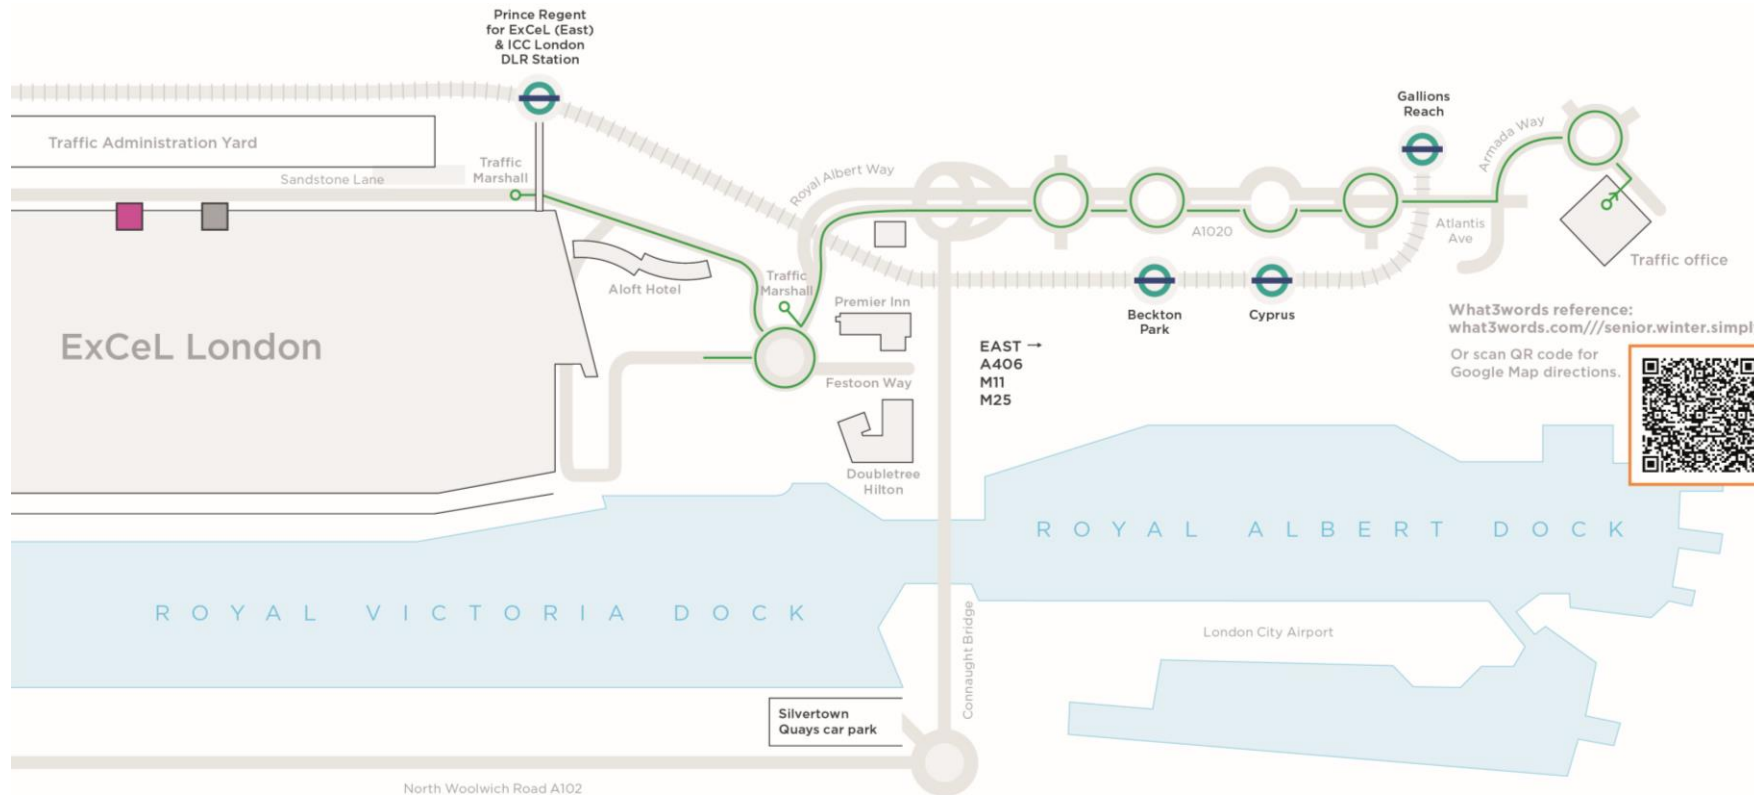 Prince Regent
for ExCeL (East)
& ICC London
DLR Station
Gallions
Reach
Armada Way
Traffic Administration Yard
Traffic
Marshall
Sandstone Lane
Royal Albert Way
A1020
Atlantis
Ave
Traffic office
Aloft Hotel
Traffic
Marshall
Premier Inn
Beckton
Park
Cyprus
What3words reference:
what3words.com///senior.winter.simpl
Or scan QR code for
Google Map directions.
ExCeL London
EAST →
A406
M11
M25
Festoon Way
Doubletree
Hilton
ROYAL ALBERT DOCK
ROYAL VICTORIA DOCK
Connaught Bridge
London City Airport
Silvertown
Quays car park
North Woolwich Road A102